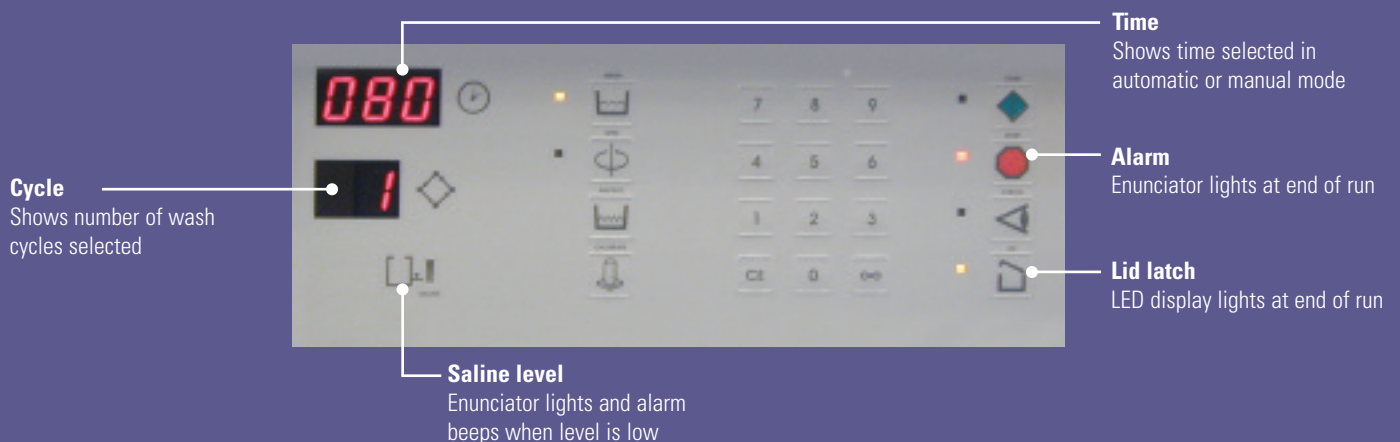 Time
Shows time selected in
automatic or manual mode
080
7 8 9
Alarm
Enunciator lights at end of run
4 5 6
Cycle
Shows number of wash
cycles selected
1
1 2 3
Lid latch
LED display lights at end of run
CE 0
Saline level
Enunciator lights and alarm
beeps when level is low